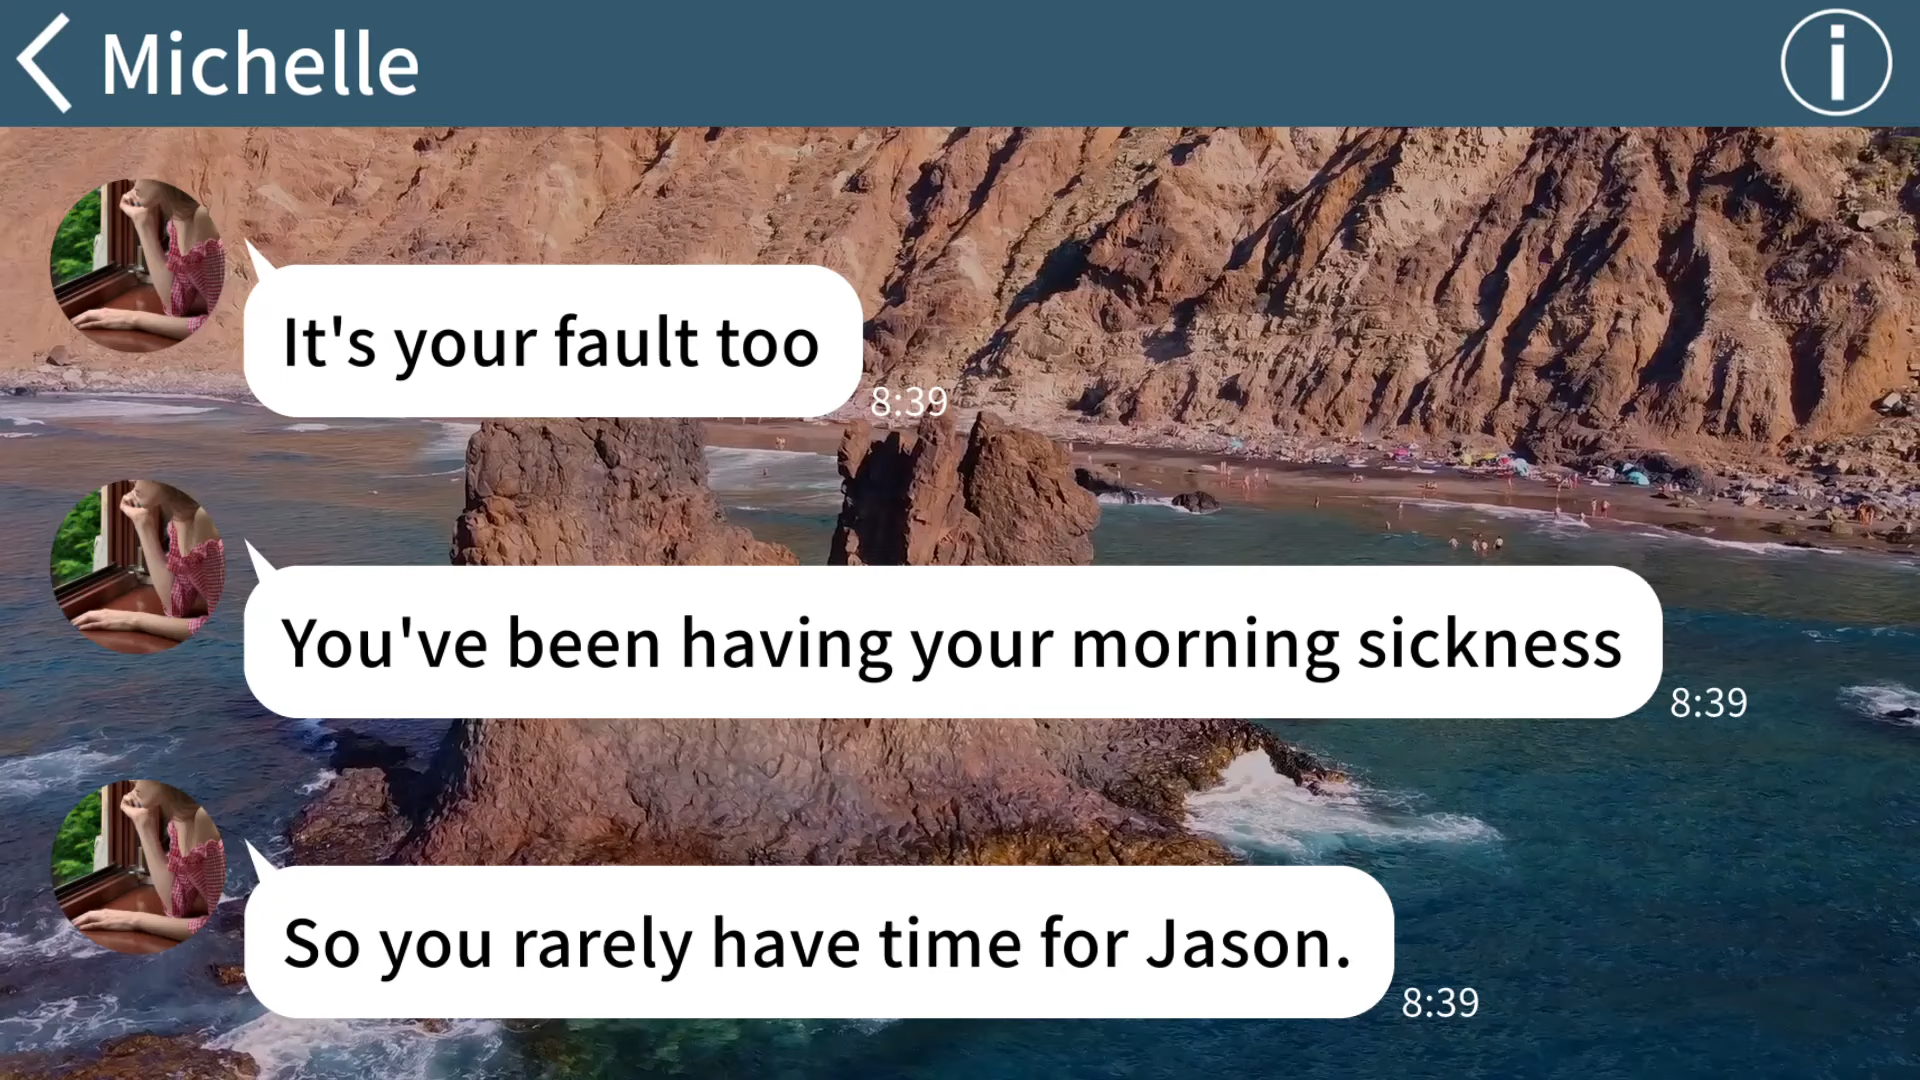 Michelle
It's your fault too
8:39
You've been having your morning sickness
8:39
So you rarely have time for Jason.
8:39